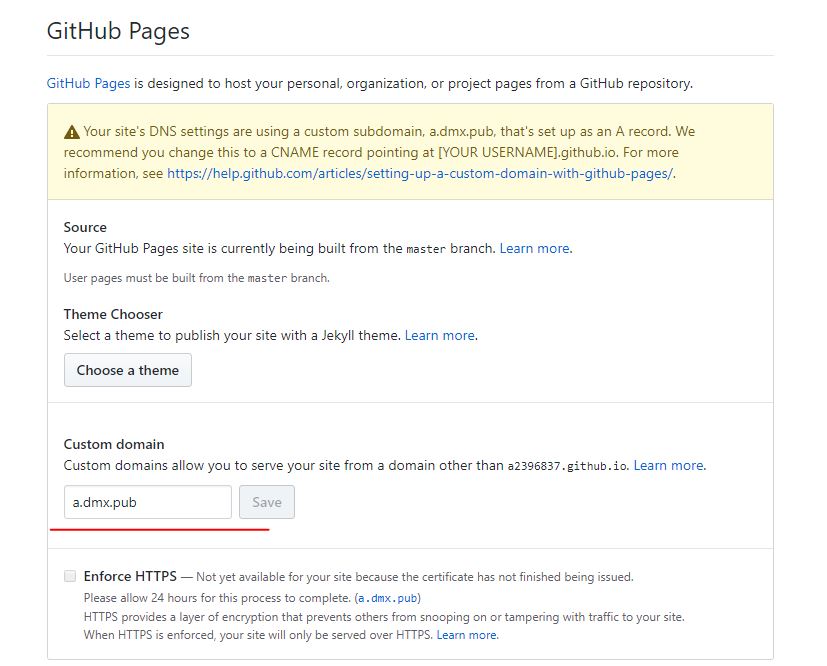 GitHub Pages
GitHub Pages is designed to host your personal, organization, or project pages from a GitHub repository.
Your site's DNS settings are using a custom subdomain, a.dmx.pub, that's set up as an A record. We
recommend you change this to a CNAME record pointing at [YOUR USERNAME].github.io. For more
information, see https://help.github.com/articles/setting-up-a-custom-domain-with-github-pages/.
Source
Your GitHub Pages site is currently being built from the master branch. Learn more.
User pages must be built from the master branch.
Theme Chooser
Select a theme to publish your site with a Jekyll theme. Learn more.
Choose a theme
Custom domain
Custom domains allow you to serve your site from a domain other than a2396837.github.io. Learn more.
a.dmx.pub Save
Enforce HTTPS — Not yet available for your site because the certificate has not finished being issued.
Please allow 24 hours for this process to complete. (a.dmx.pub)
HTTPS provides a layer of encryption that prevents others from snooping on or tampering with traffic to your site.
When HTTPS is enforced, your site will only be served over HTTPS. Learn more.